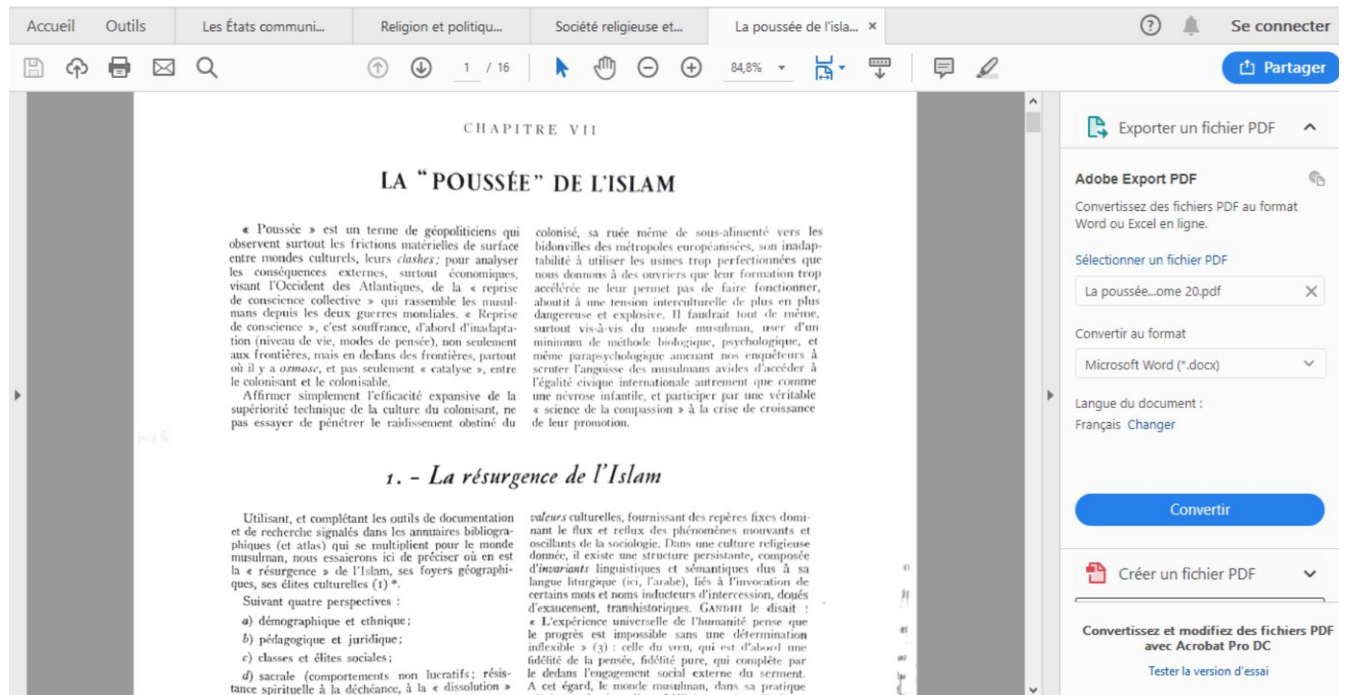 Accueil Outils Les États communi... Religion et politiqu... Société religieuse et... La poussée de l'isla... × Se connecter
1 / 16 84,8% Partager
CHAPITRE VII
LA "POUSSÉE" DE L'ISLAM
« Poussée » est un terme de géopoliticiens qui
observent surtout les frictions matérielles de surface
entre mondes culturels, leurs clashes; pour analyser
les conséquences externes, surtout économiques,
visant l'Occident des Atlantiques, de la « reprise
de conscience collective » qui rassemble les musul-
mans depuis les deux guerres mondiales. « Reprise
de conscience », c'est souffrance, d'abord d'inadapta-
tion (niveau de vie, modes de pensée), non seulement
aux frontières, mais en dedans des frontières, partout
où il y a osmose, et pas seulement « catalyse », entre
le colonisant et le colonisable.
Affirmer simplement l'efficacité expansive de la
supériorité technique de la culture du colonisant, ne
pas essayer de pénétrer le raidissement obstiné du
colonisé, sa ruée même de sous-alimenté vers les
bidonvilles des métropoles européanisées, son inadap-
tabilité à utiliser les usines trop perfectionnées que
nous donnons à des ouvriers que leur formation trop
accélérée ne leur permet pas de faire fonctionner,
aboutit à une tension interculturelle de plus en plus
dangereuse et explosive. Il faudrait tout de même,
surtout vis-à-vis du monde musulman, user d'un
minimum de méthode biologique, psychologique, et
même parapsychologique amenant nos enquêteurs à
scruter l'angoisse des musulmans avides d'accéder à
l'égalité civique internationale autrement que comme
une névrose infantile, et participer par une véritable
« science de la compassion » à la crise de croissance
de leur promotion.
1. - La résurgence de l'Islam
Utilisant, et complétant les outils de documentation
et de recherche signalés dans les annuaires bibliogra-
phiques (et atlas) qui se multiplient pour le monde
musulman, nous essaierons ici de préciser où en est
la « résurgence » de l'Islam, ses foyers géographi-
ques, ses élites culturelles (1) *.
Suivant quatre perspectives :
a) démographique et ethnique;
b) pédagogique et juridique;
c) classes et élites sociales;
d) sacrale (comportements non lucratifs; résis-
tance spirituelle à la déchéance, à la « dissolution »
valeurs culturelles, fournissant des repères fixes domi-
nant le flux et reflux des phénomènes mouvants et
oscillants de la sociologie. Dans une culture religieuse
donnée, il existe une structure persistante, composée
d'invariants linguistiques et sémantiques dus à sa
langue liturgique (ici, l'arabe), liés à l'invocation de
certains mots et noms inducteurs d'intercession, doués
d'exaucement, transhistoriques. GANDHI le disait :
« L'expérience universelle de l'humanité pense que
le progrès est impossible sans une détermination
inflexible » (3) : celle du vœu, qui est d'abord une
fidélité de la pensée, fidélité pure, qui complète par
le dedans l'engagement social externe du serment.
A cet égard, le monde musulman, dans sa pratique
Exporter un fichier PDF
Adobe Export PDF
Convertissez des fichiers PDF au format
Word ou Excel en ligne.
Sélectionner un fichier PDF
La poussée...ome 20.pdf ×
Convertir au format
Microsoft Word (*.docx)
Langue du document :
Français Changer
Convertir
Créer un fichier PDF
Convertissez et modifiez des fichiers PDF
avec Acrobat Pro DC
Tester la version d'essai